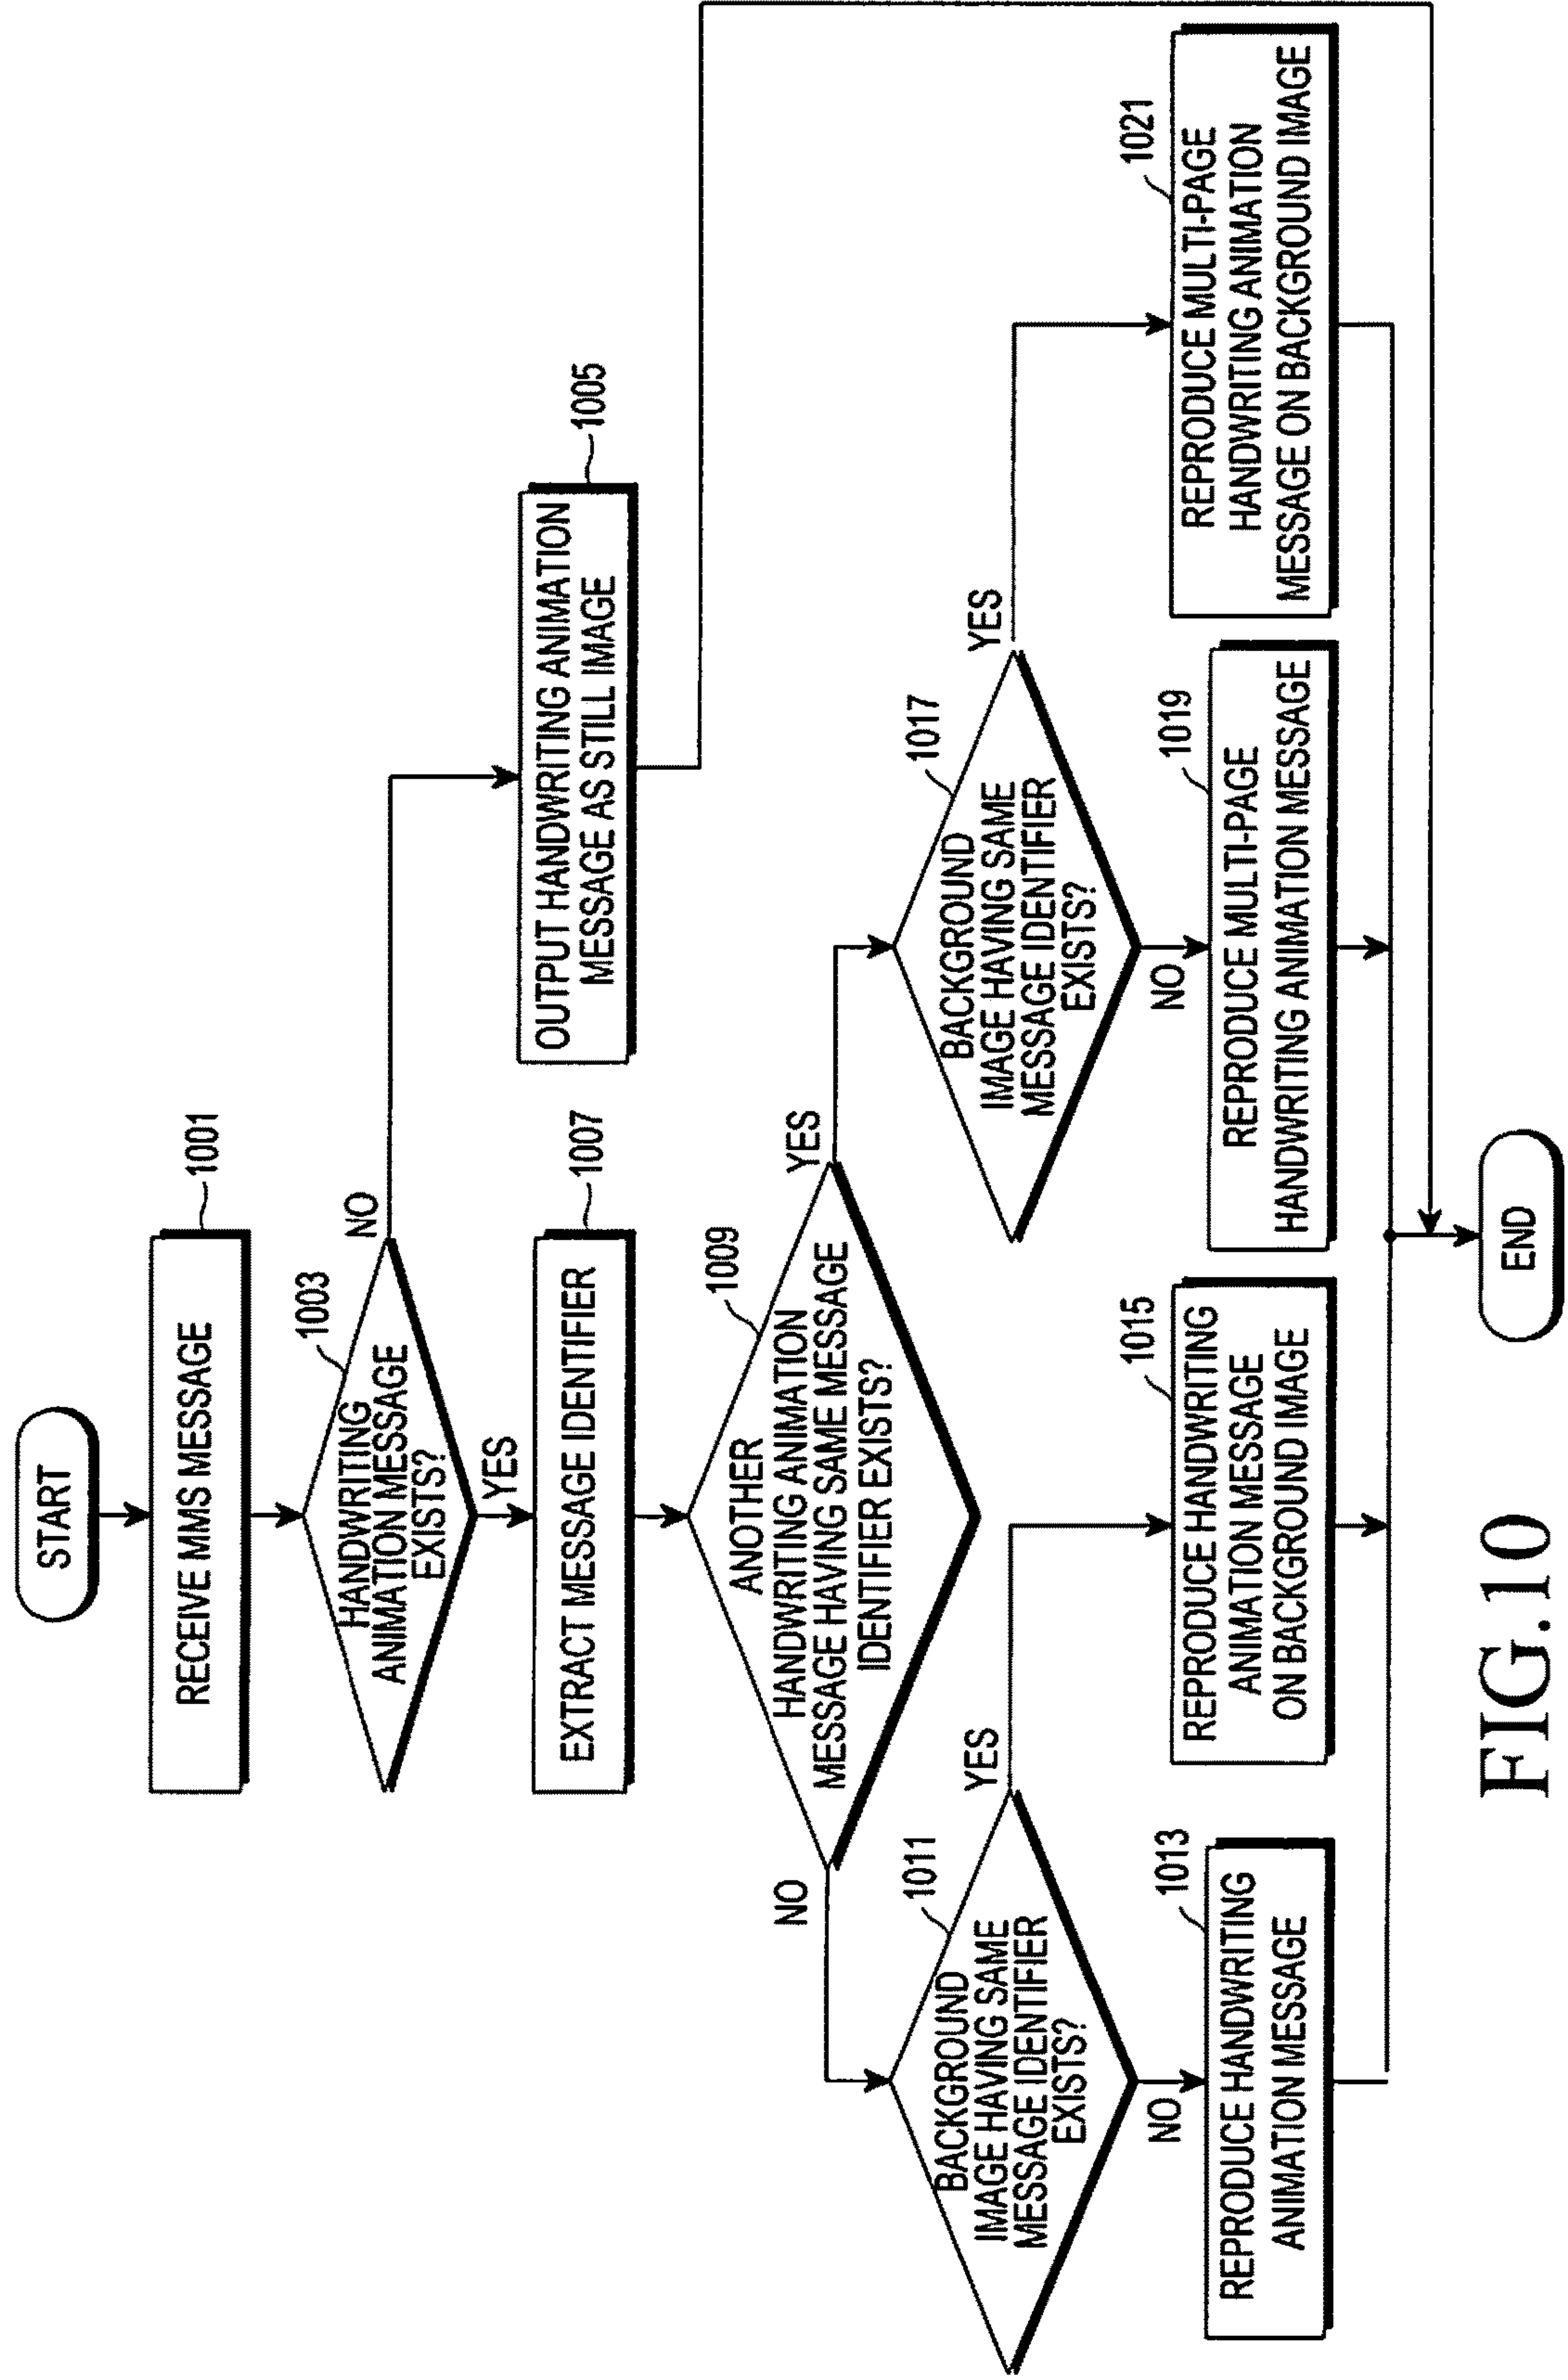 START
1001
RECEIVE MMS MESSAGE
1003
HANDWRITING
ANIMATION MESSAGE
EXISTS?
NO
YES
1005
OUTPUT HANDWRITING ANIMATION
MESSAGE AS STILL IMAGE
1007
EXTRACT MESSAGE IDENTIFIER
1009
ANOTHER
HANDWRITING ANIMATION
MESSAGE HAVING SAME MESSAGE
IDENTIFIER EXISTS?
NO
YES
1011
BACKGROUND
IMAGE HAVING SAME
MESSAGE IDENTIFIER
EXISTS?
YES
NO
1017
BACKGROUND
IMAGE HAVING SAME
MESSAGE IDENTIFIER
EXISTS?
YES
NO
1013
REPRODUCE HANDWRITING
ANIMATION MESSAGE
1015
REPRODUCE HANDWRITING
ANIMATION MESSAGE
ON BACKGROUND IMAGE
1019
REPRODUCE MULTI-PAGE
HANDWRITING ANIMATION MESSAGE
1021
REPRODUCE MULTI-PAGE
HANDWRITING ANIMATION
MESSAGE ON BACKGROUND IMAGE
END
FIG.10